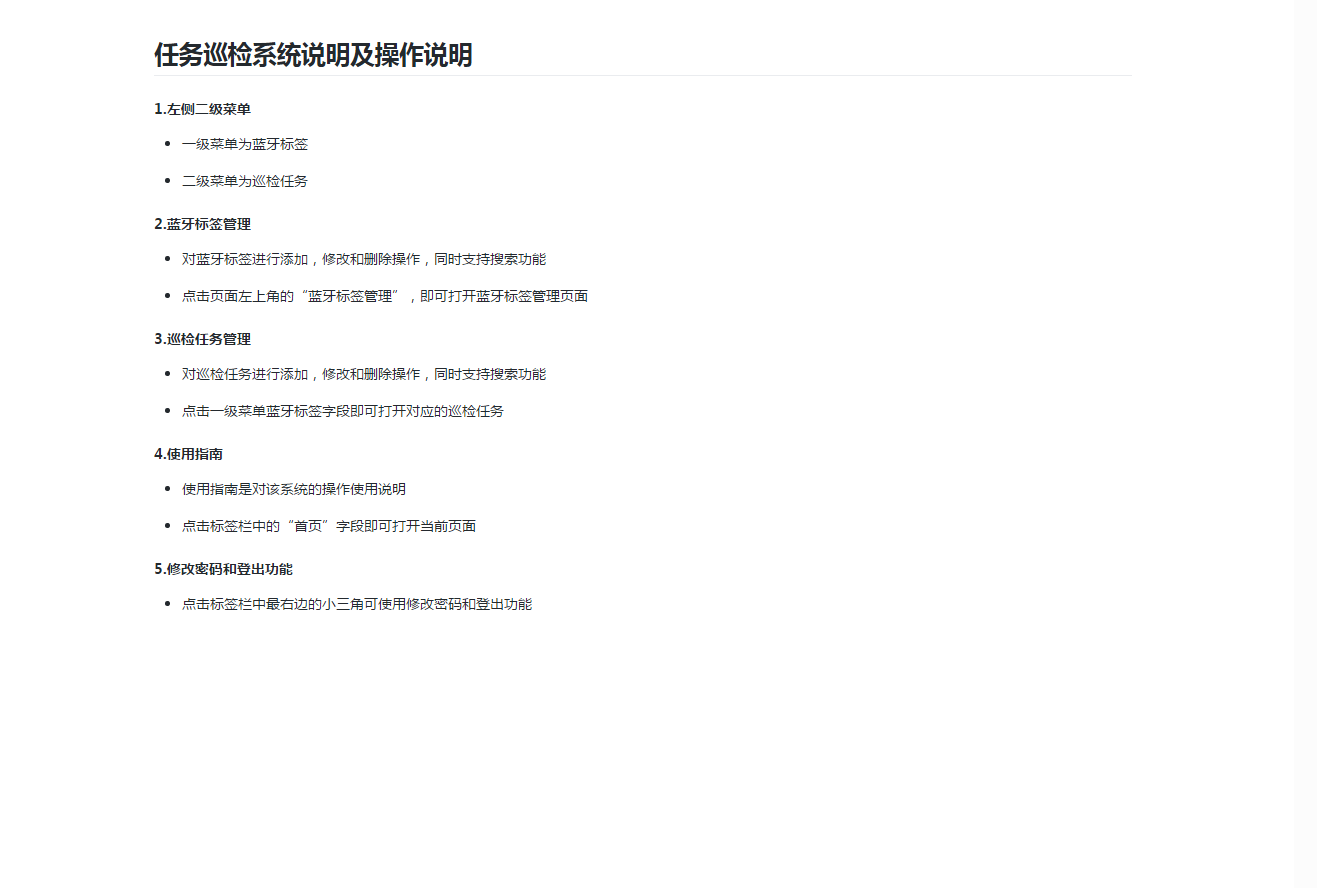 任务巡检系统说明及操作说明
1.左侧二级菜单
• 一级菜单为蓝牙标签
• 二级菜单为巡检任务
2.蓝牙标签管理
• 对蓝牙标签进行添加，修改和删除操作，同时支持搜索功能
• 点击页面左上角的“蓝牙标签管理”，即可打开蓝牙标签管理页面
3.巡检任务管理
• 对巡检任务进行添加，修改和删除操作，同时支持搜索功能
• 点击一级菜单蓝牙标签字段即可打开对应的巡检任务
4.使用指南
• 使用指南是对该系统的操作使用说明
• 点击标签栏中的“首页”字段即可打开当前页面
5.修改密码和登出功能
• 点击标签栏中最右边的小三角可使用修改密码和登出功能